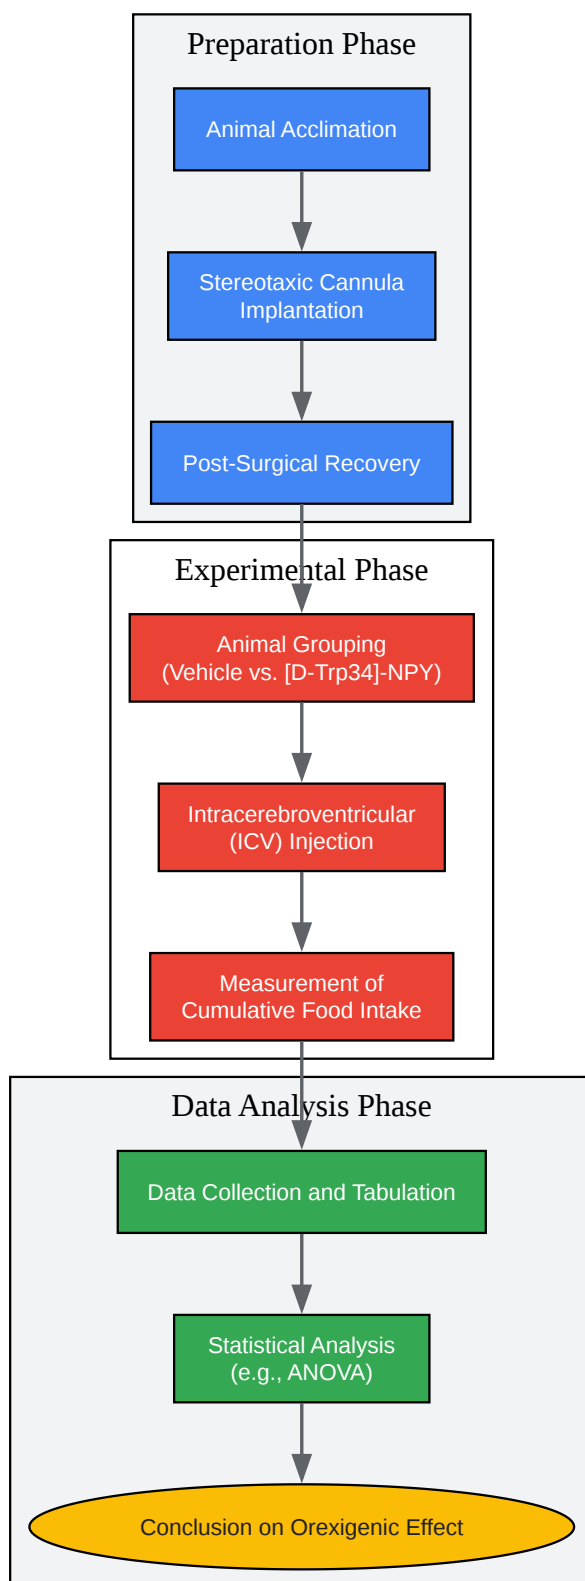 Preparation Phase
Animal Acclimation
Stereotaxic Cannula
Implantation
Post-Surgical Recovery
Experimental Phase
Animal Grouping
(Vehicle vs. [D-Trp34]-NPY)
Intracerebroventricular
(ICV) Injection
Measurement of
Cumulative Food Intake
Data Analysis Phase
Data Collection and Tabulation
Statistical Analysis
(e.g., ANOVA)
Conclusion on Orexigenic Effect